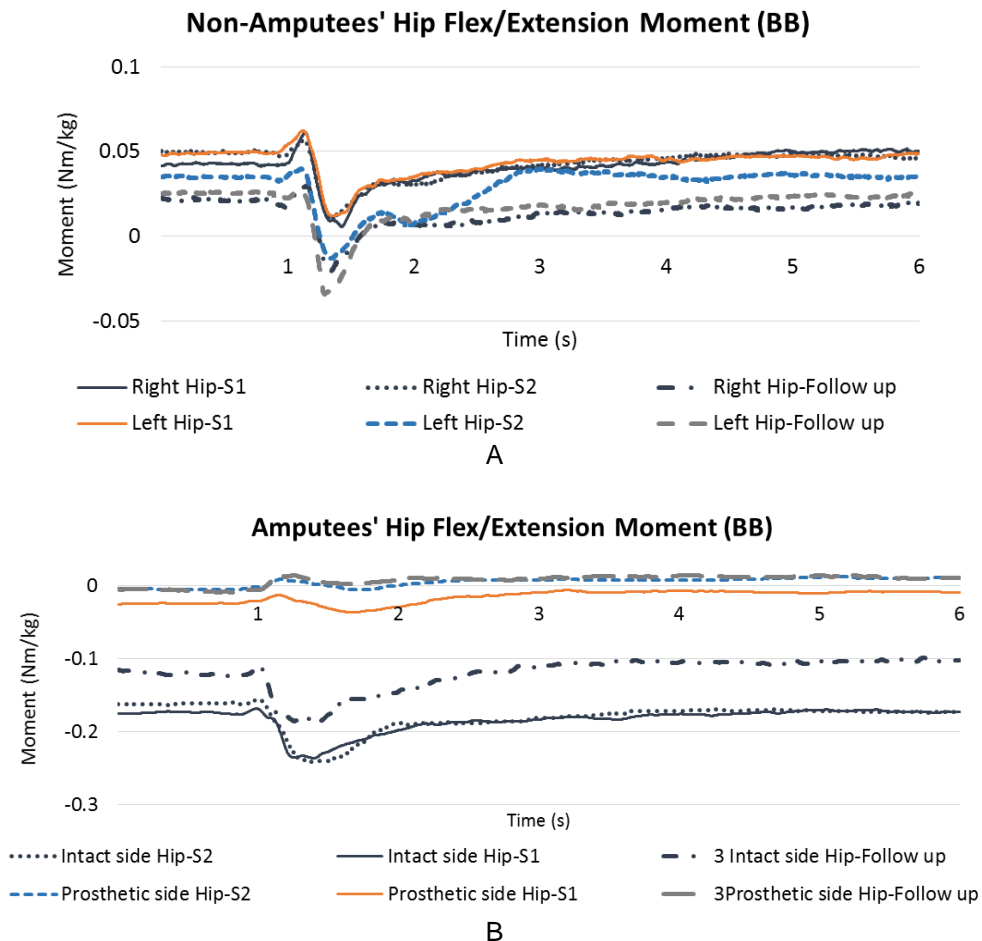 Non-Amputees' Hip Flex/Extension Moment (BB)
0.1
0.05
0
-0.05
Moment (Nm/kg)
1 2 3 4 5 6
Time (s)
Right Hip-S1 Right Hip-S2 Right Hip-Follow up
Left Hip-S1 Left Hip-S2 Left Hip-Follow up
A
Amputees' Hip Flex/Extension Moment (BB)
0
-0.1
-0.2
-0.3
Moment (Nm/kg)
1 2 3 4 5 6
Time (s)
Intact side Hip-S2 Intact side Hip-S1 3 Intact side Hip-Follow up
Prosthetic side Hip-S2 Prosthetic side Hip-S1 3Prosthetic side Hip-Follow up
B